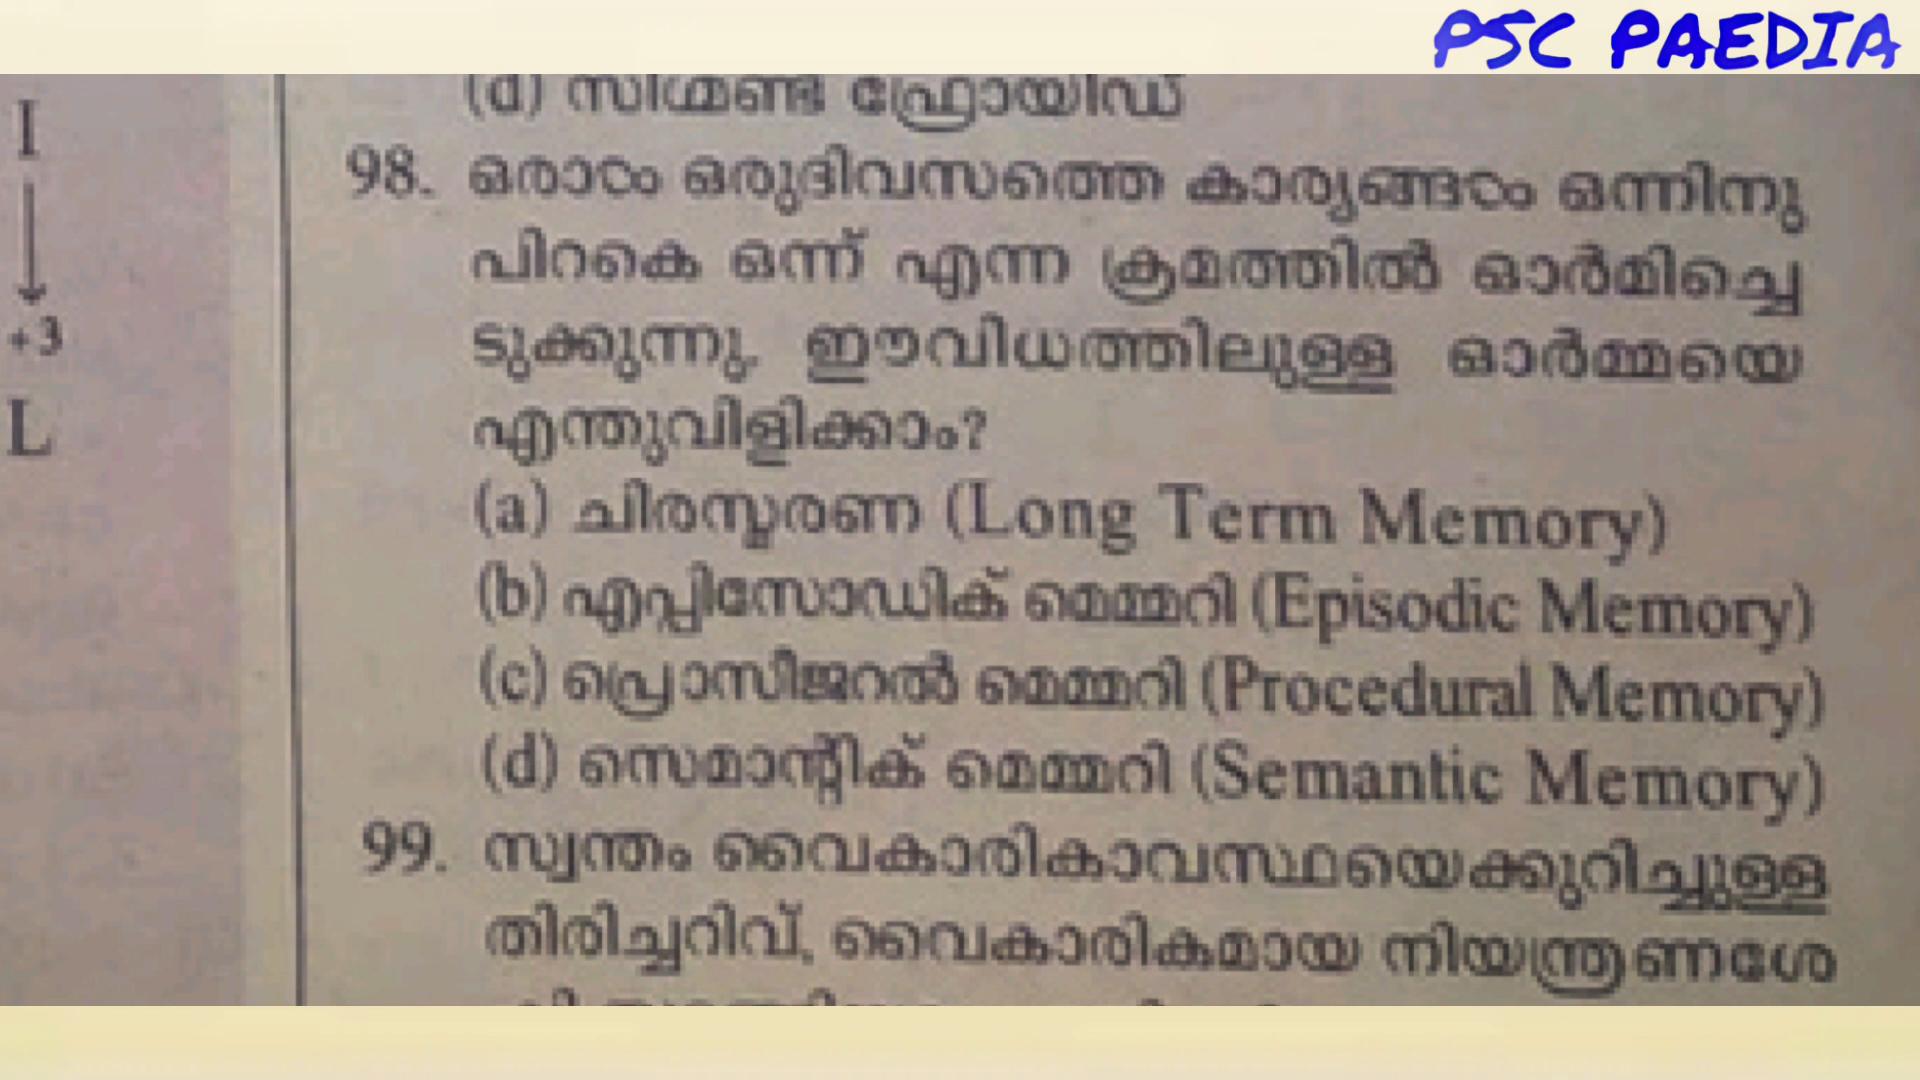 PSC PAEDIA
(d) സിഗ്മണ്ട് ഫ്രോയിഡ്
I
98. ഒരാൾ ഒരുദിവസത്തെ കാര്യങ്ങൾ ഒന്നിനു
പിറകെ ഒന്ന് എന്ന ക്രമത്തിൽ ഓർമിച്ചെ
ടുക്കുന്നു. ഈവിധത്തിലുള്ള ഓർമ്മയെ
+3
എന്തുവിളിക്കാം?
L
(a) ചിരസ്മരണ (Long Term Memory)
(b) എപ്പിസോഡിക് മെമ്മറി (Episodic Memory)
(c) പ്രൊസീജറൽ മെമ്മറി (Procedural Memory)
(d) സെമാന്റിക് മെമ്മറി (Semantic Memory)
99. സ്വന്തം വൈകാരികാവസ്ഥയെക്കുറിച്ചുള്ള
തിരിച്ചറിവ്, വൈകാരികമായ നിയന്ത്രണശേ